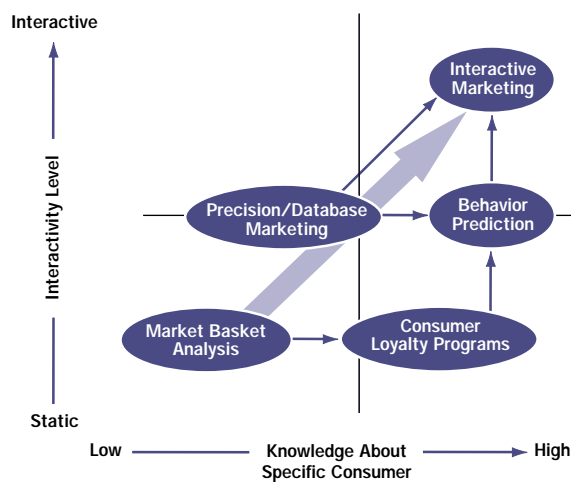 Interactive
Interactivity Level
Static
Interactive
Marketing
Precision/Database
Marketing
Behavior
Prediction
Market Basket
Analysis
Consumer
Loyalty Programs
Low
Knowledge About
Specific Consumer
High